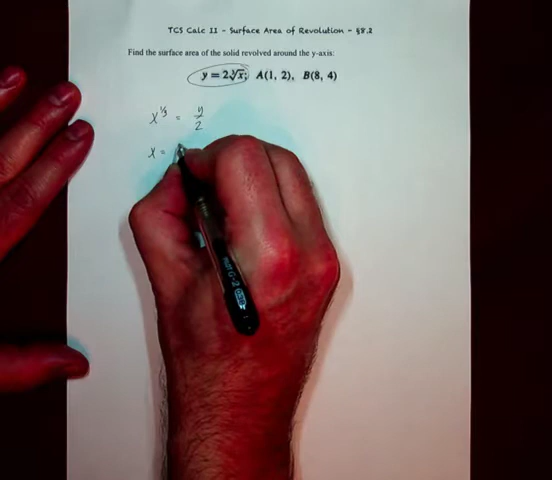 TCS Calc II - Surface Area of Revolution - §8.2
Find the surface area of the solid revolved around the y-axis:
y = 2∛x; A(1, 2), B(8, 4)
x^⅓ = y/2
x =
G-2